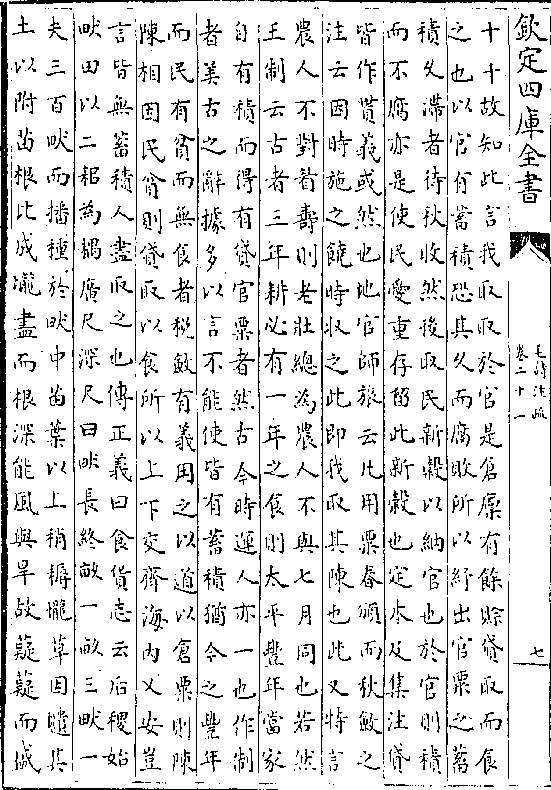 欽定四庫全書
毛詩注疏
卷二十一
七
十十故知此言我取取於官是倉廩有餘賒貸取而食
之也以官有蓄積恐其久而腐敗所以紓出官粟之蓄
積久滯者待秋收然後取民新穀以納官也於官則積
而不腐亦是使民愛重存留此新穀也定本及集注貸
皆作貰義或然也地官師旅云凡用粟春頒而秋斂之
注云因時施之饒時収之此即我取其陳也此又特言
農人不對耆壽則老壯總為農人不與七月同也若然
王制云古者三年耕必有一年之食則太平豐年當家
自有積而得有貸官粟者然古今時運人亦一也作制
者美古之辭據多以言不能使皆有蓄積猶今之豐年
而民有貧而無食者税斂有義用之以道以倉粟則陳
陳相因民貧則貸取以食所以上下交齊海内乂安豈
言皆無蓄積人盡取之也傳正義曰食貨志云后稷始
甽田以二耜為耦廣尺深尺曰甽長終畝一畝三甽一
夫三百甽而播種於甽中苗葉以上稍耨壠草因隤其
土以附苗根比成壠盡而根深能風與旱故薿薿而盛